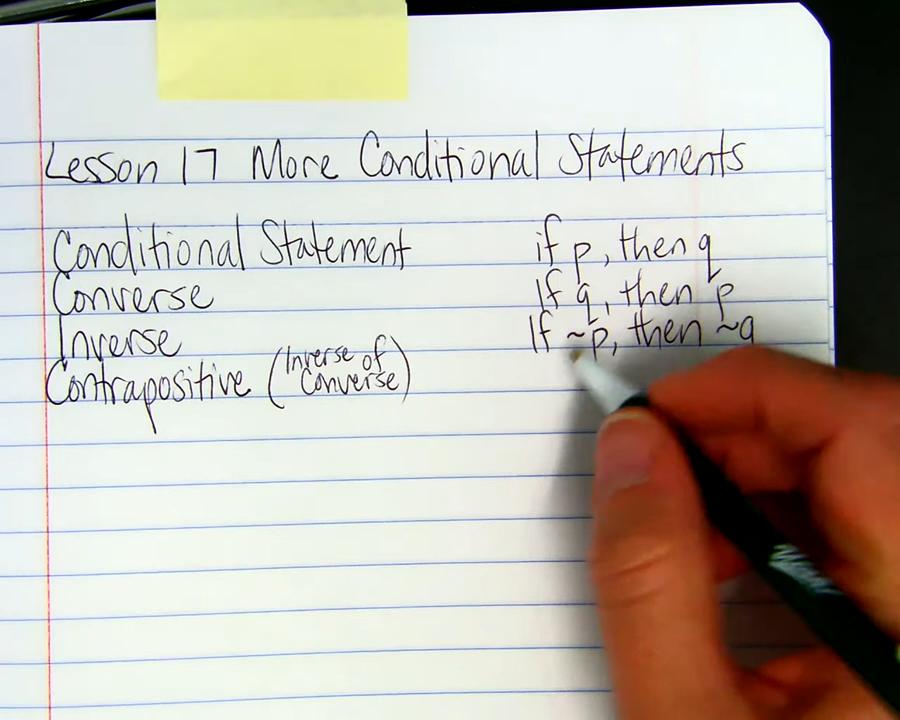 Lesson 17 More Conditional Statements
Conditional Statement if p, then q
Converse If q, then p
Inverse If ~p, then ~q
Contrapositive (Inverse of Converse)